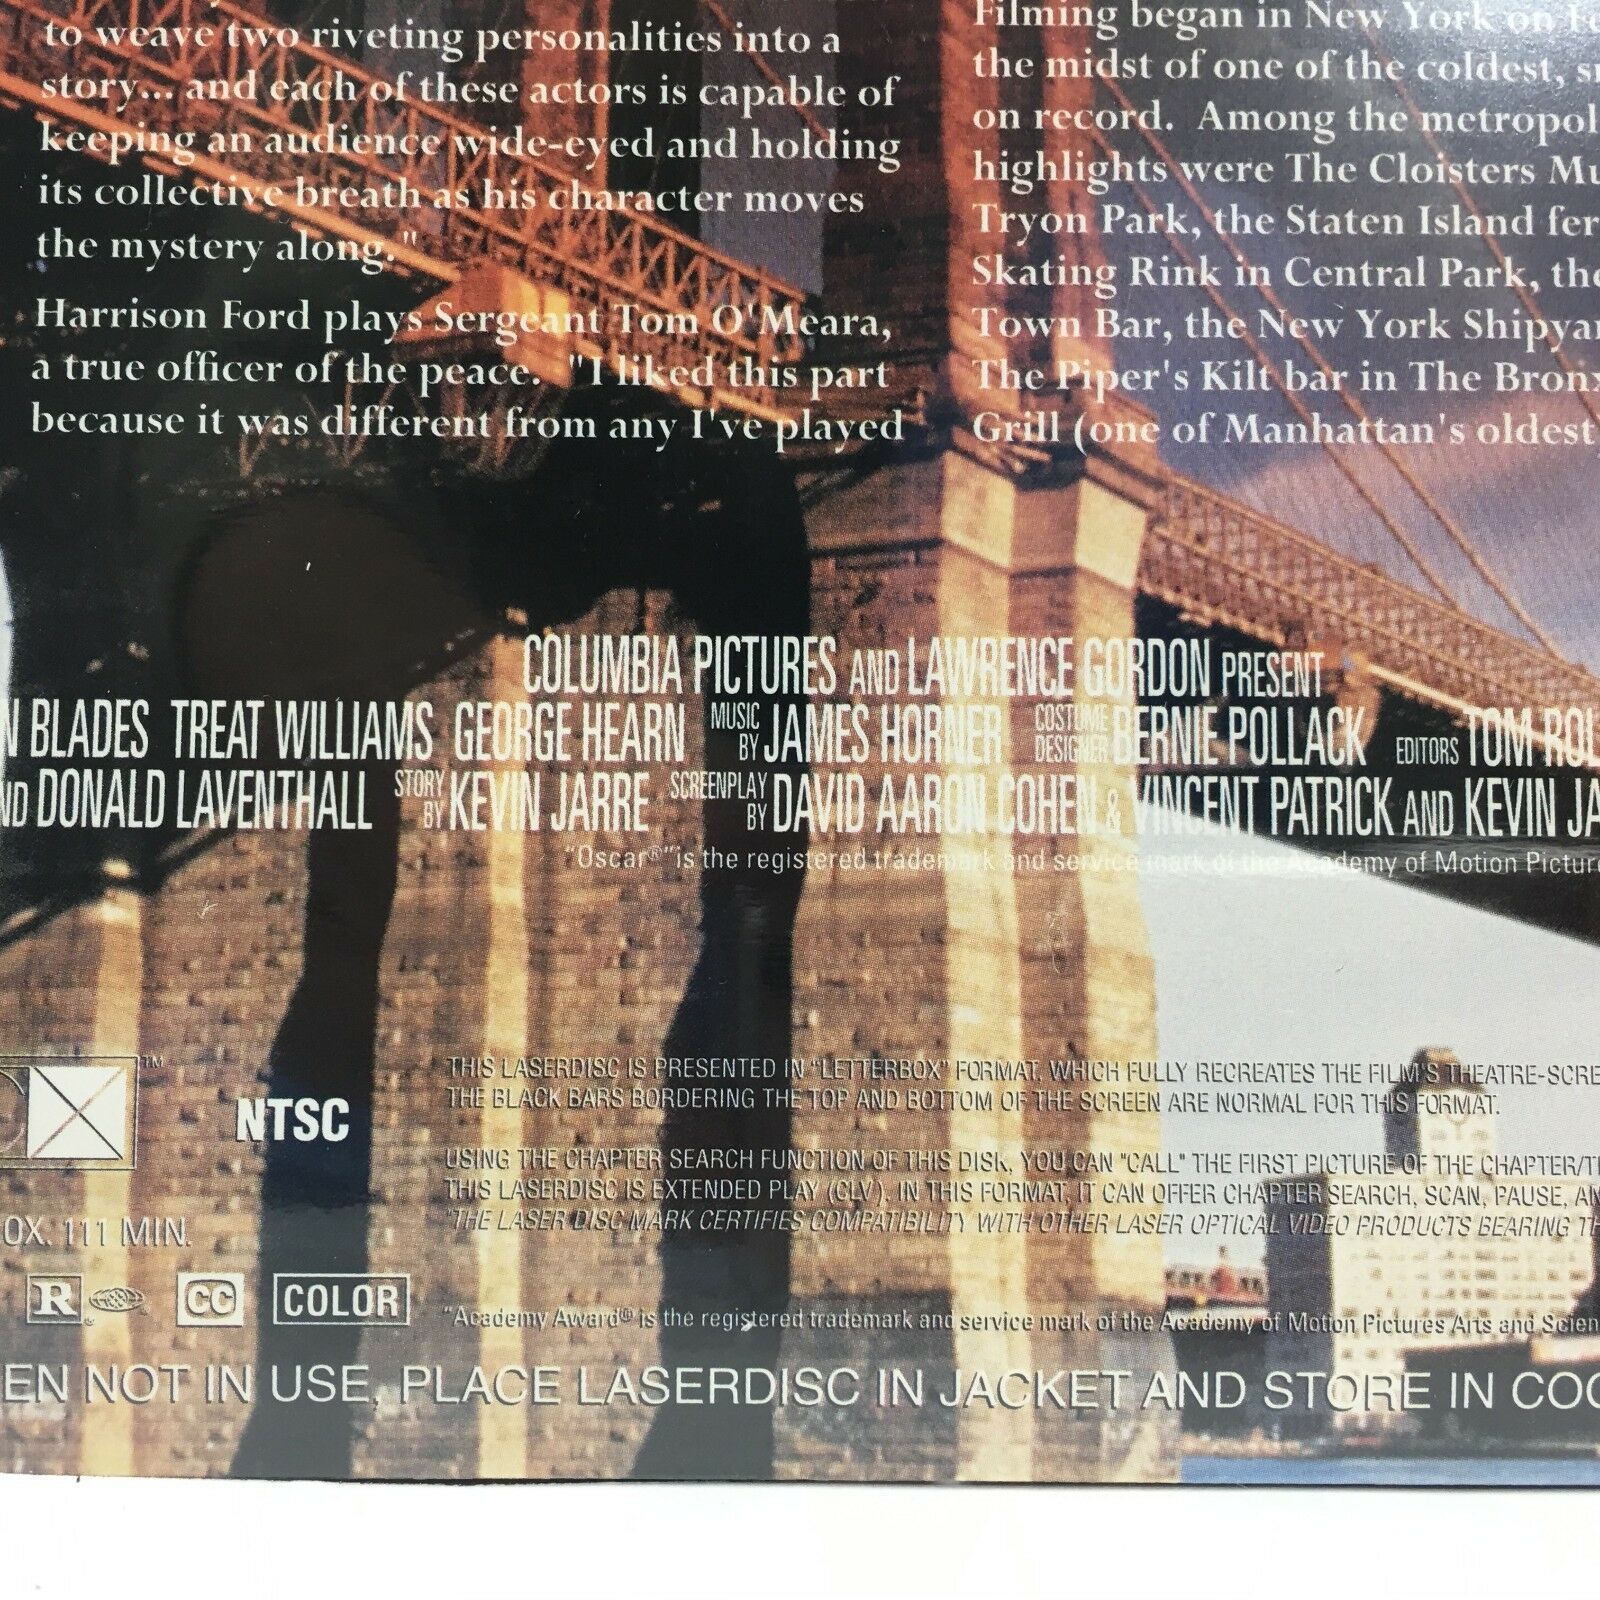 to weave two riveting personalities into a
story... and each of these actors is capable of
keeping an audience wide-eyed and holding
its collective breath as his character moves
the mystery along."
Harrison Ford plays Sergeant Tom O'Meara,
a true officer of the peace. "I liked this part
because it was different from any I've played
Filming began in New York on
the midst of one of the coldest,
on record. Among the metropol
highlights were The Cloisters Mu
Tryon Park, the Staten Island fer
Skating Rink in Central Park, the
Town Bar, the New York Shipyar
The Piper's Kilt bar in The Bronx
Grill (one of Manhattan's oldest
COLUMBIA PICTURES AND LAWRENCE GORDON PRESENT
N BLADES TREAT WILLIAMS GEORGE HEARN MUSIC BY JAMES HORNER COSTUME DESIGNER BERNIE POLLACK EDITORS TOM ROL
ND DONALD LAVENTHALL STORY BY KEVIN JARRE SCREENPLAY BY DAVID AARON COHEN & VINCENT PATRICK AND KEVIN JA
"Oscar®" is the registered trademark and service mark of the Academy of Motion Picture
TM
NTSC
THIS LASERDISC IS PRESENTED IN "LETTERBOX" FORMAT, WHICH FULLY RECREATES THE FILM'S THEATRE-SCRE
THE BLACK BARS BORDERING THE TOP AND BOTTOM OF THE SCREEN ARE NORMAL FOR THIS FORMAT.
USING THE CHAPTER SEARCH FUNCTION OF THIS DISK, YOU CAN "CALL" THE FIRST PICTURE OF THE CHAPTER/TI
THIS LASERDISC IS EXTENDED PLAY (CLV). IN THIS FORMAT, IT CAN OFFER CHAPTER SEARCH, SCAN, PAUSE, AN
"THE LASER DISC MARK CERTIFIES COMPATIBILITY WITH OTHER LASER OPTICAL VIDEO PRODUCTS BEARING TH
OX. 111 MIN.
R ® CC COLOR
"Academy Award® is the registered trademark and service mark of the Academy of Motion Pictures Arts and Scien
EN NOT IN USE, PLACE LASERDISC IN JACKET AND STORE IN COO